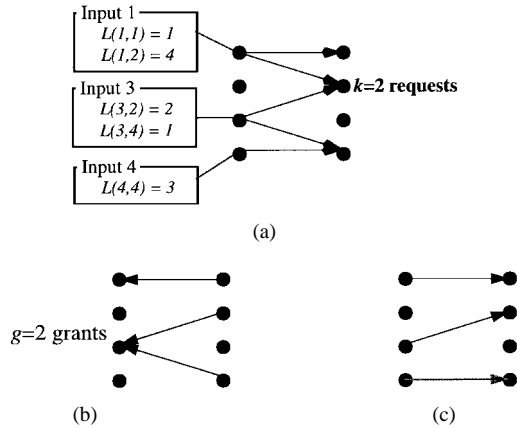 Input 1
L(1,1) = 1
L(1,2) = 4
k=2 requests
Input 3
L(3,2) = 2
L(3,4) = 1
Input 4
L(4,4) = 3
(a)
g=2 grants
(b)
(c)